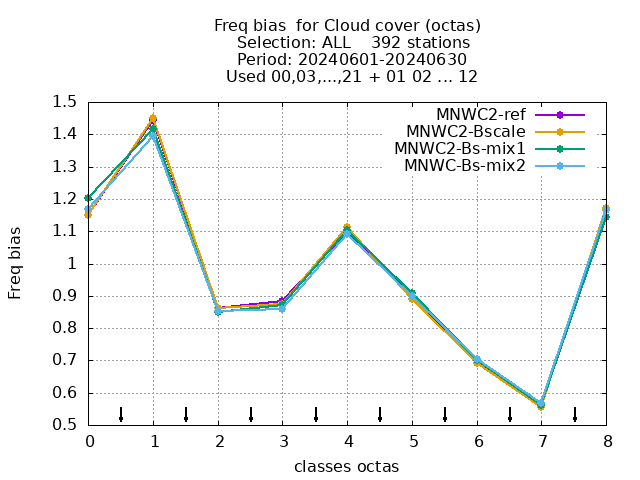 Freq bias  for Cloud cover (octas)
Selection: ALL    392 stations
Period: 20240601-20240630
Used 00,03,...,21 + 01 02 ... 12
MNWC2-ref
MNWC2-Bscale
MNWC2-Bs-mix1
MNWC-Bs-mix2
Freq bias
1.5
1.4
1.3
1.2
1.1
1
0.9
0.8
0.7
0.6
0.5
0 1 2 3 4 5 6 7 8
classes octas